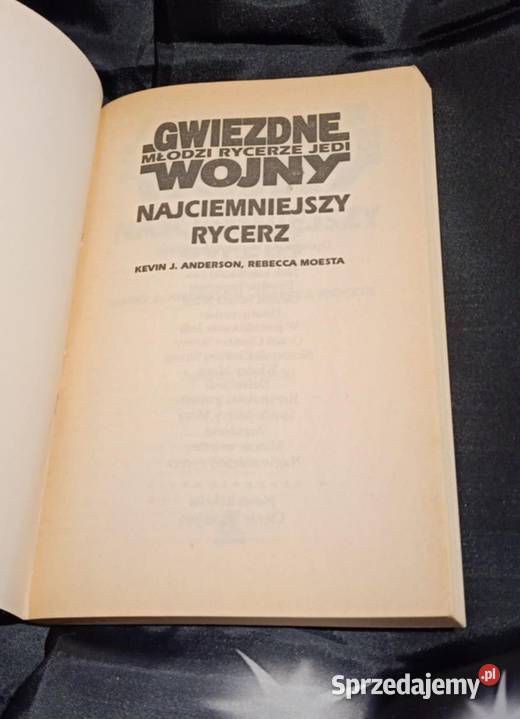 GWIEZDNE
MŁODZI RYCERZE JEDI
WOJNY
NAJCIEMNIEJSZY
RYCERZ
KEVIN J. ANDERSON, REBECCA MOESTA
Sprzedajemy.pl